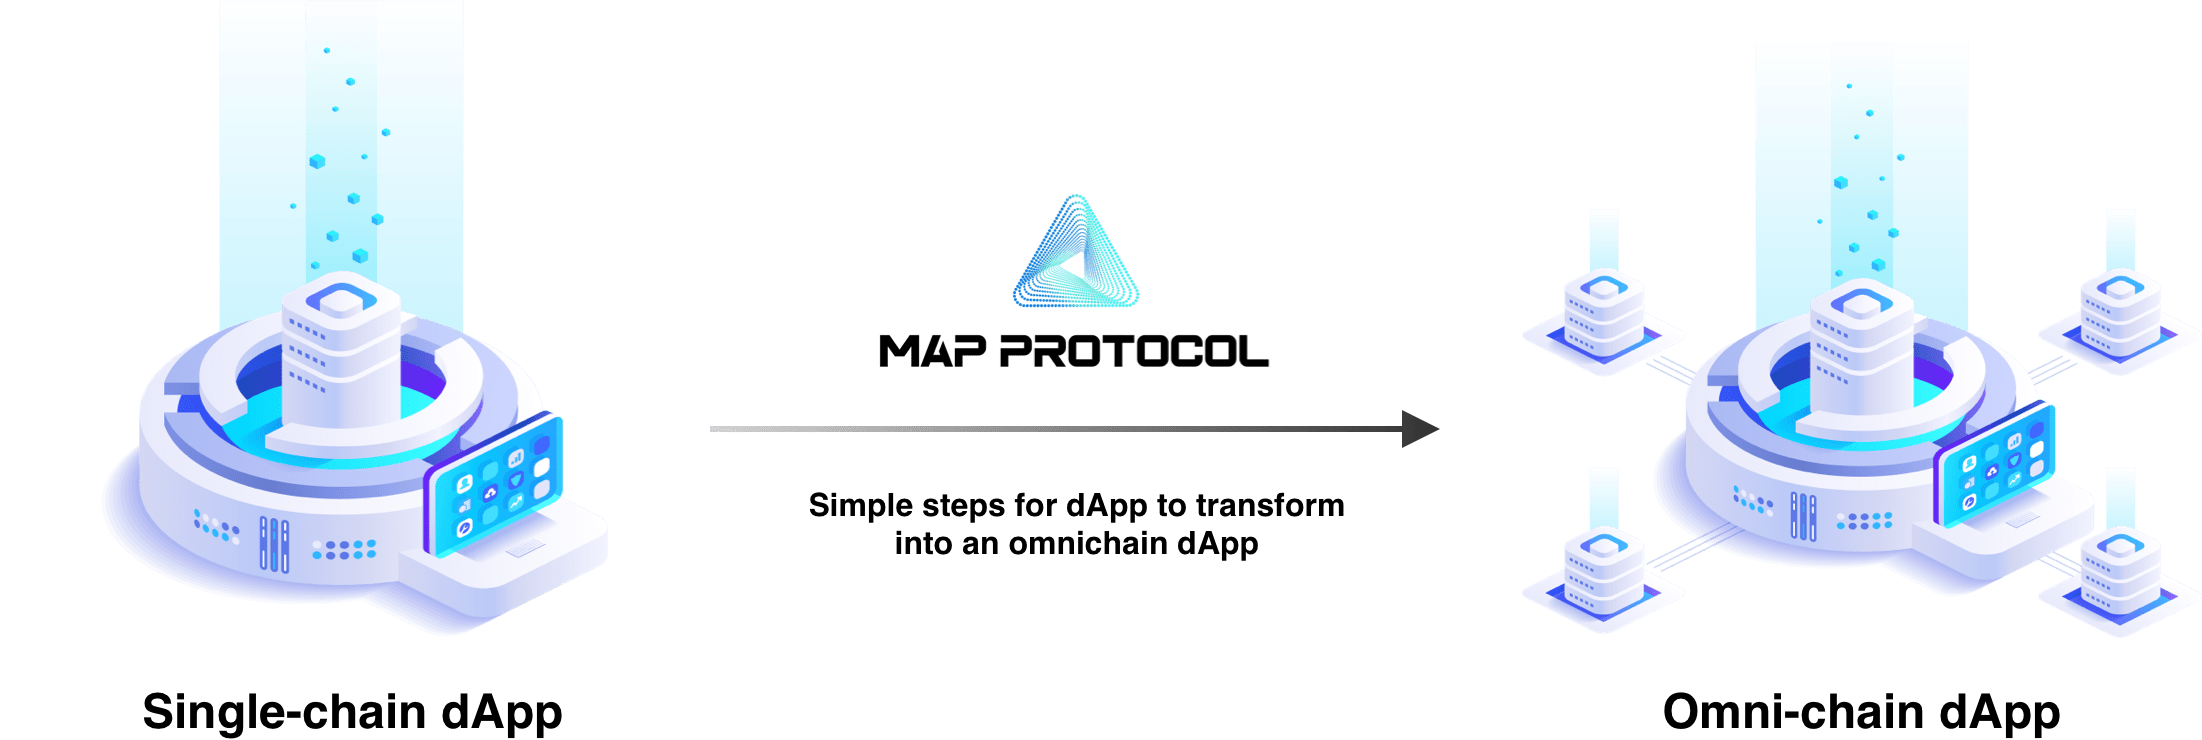 MAP PROTOCOL
Simple steps for dApp to transform
into an omnichain dApp
Single-chain dApp
Omni-chain dApp